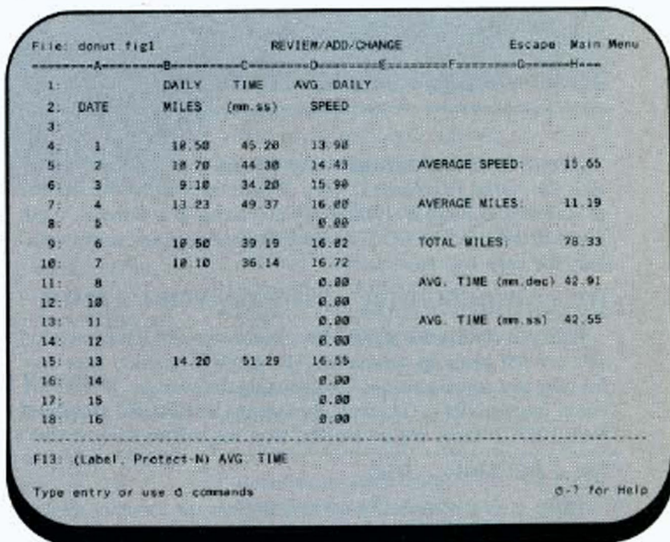 File: donut.fig1 REVIEW/ADD/CHANGE Escape: Main Menu
A B C D E F G H
1: DAILY TIME AVG. DAILY
2: DATE MILES (mm.ss) SPEED
3:
4: 1 10.50 45.20 13.90
5: 2 10.70 44.30 14.43 AVERAGE SPEED: 15.65
6: 3 9.10 34.20 15.90
7: 4 13.23 49.37 16.00 AVERAGE MILES: 11.19
8: 5 0.00
9: 6 10.50 39.19 16.02 TOTAL MILES: 78.33
10: 7 10.10 36.14 16.72
11: 8 0.00 AVG. TIME (mm.dec) 42.91
12: 10 0.00
13: 11 0.00 AVG. TIME (mm.ss) 42.55
14: 12 0.00
15: 13 14.20 51.29 16.55
16: 14 0.00
17: 15 0.00
18: 16 0.00
F13: (Label, Protect-N) AVG. TIME
Type entry or use commands -? for Help